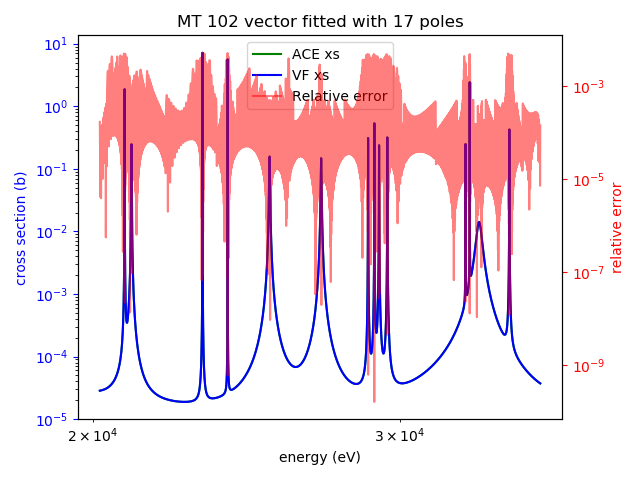 MT 102 vector fitted with 17 poles
ACE xs
VF xs
Relative error
10¹
10⁰
10⁻¹
10⁻²
10⁻³
10⁻⁴
10⁻⁵
cross section (b)
10⁻³
10⁻⁵
10⁻⁷
10⁻⁹
relative error
2 × 10⁴
3 × 10⁴
energy (eV)